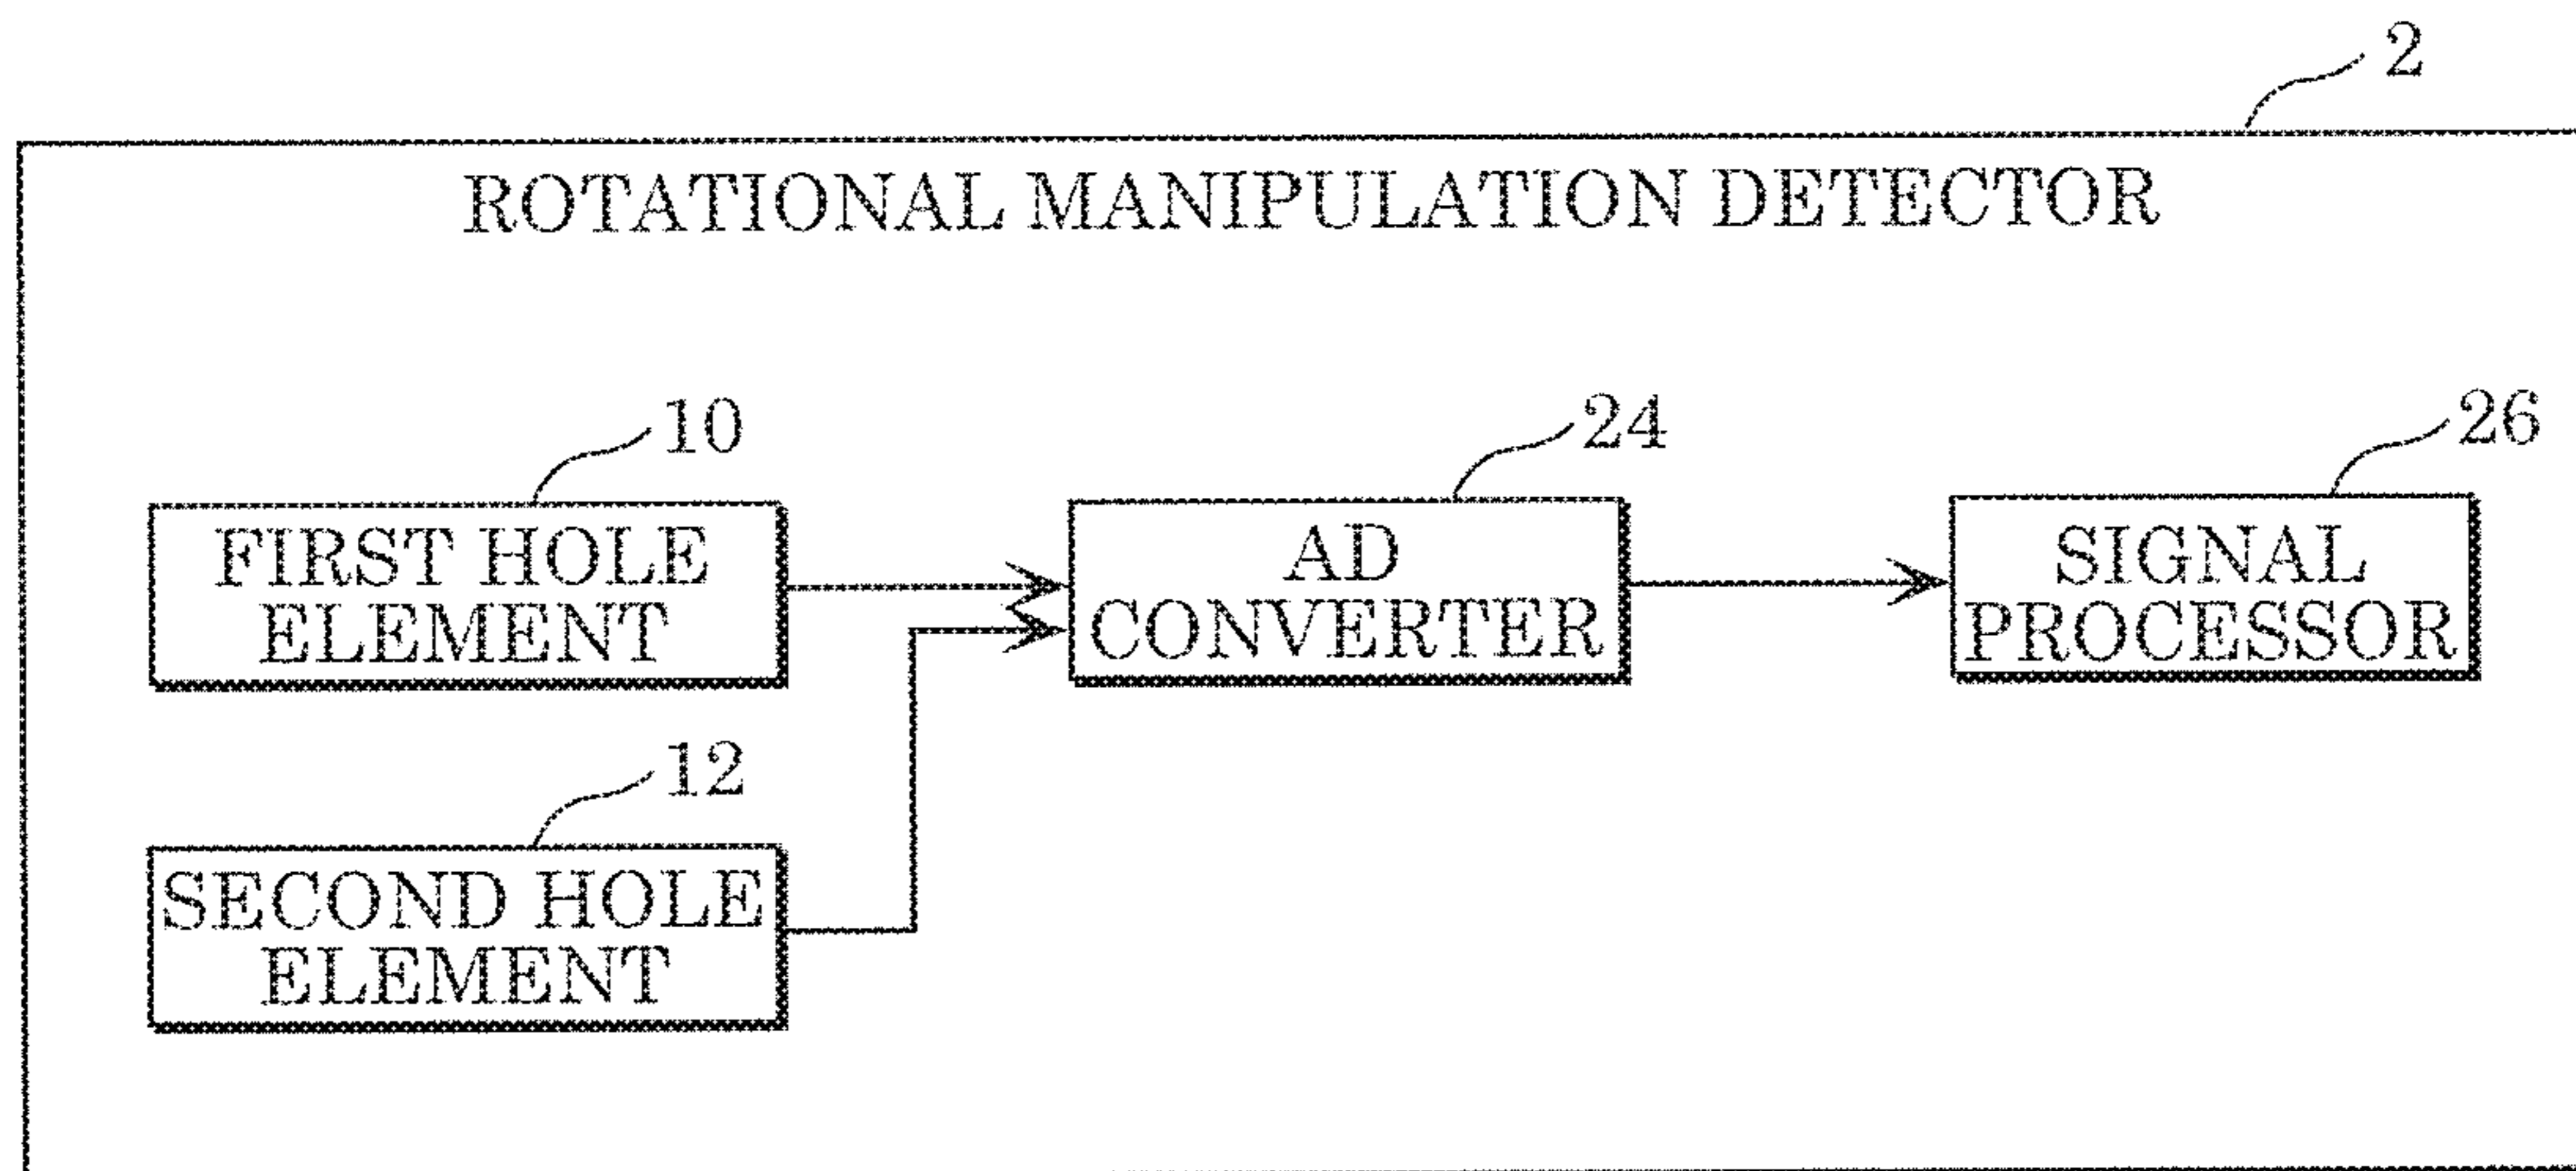 2
ROTATIONAL MANIPULATION DETECTOR
10
FIRST HOLE
ELEMENT
24
AD
CONVERTER
26
SIGNAL
PROCESSOR
12
SECOND HOLE
ELEMENT